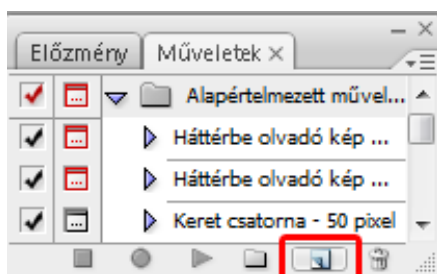 Előzmény Műveletek ×
Alapértelmezett művel...
Háttérbe olvadó kép ...
Háttérbe olvadó kép ...
Keret csatorna - 50 pixel